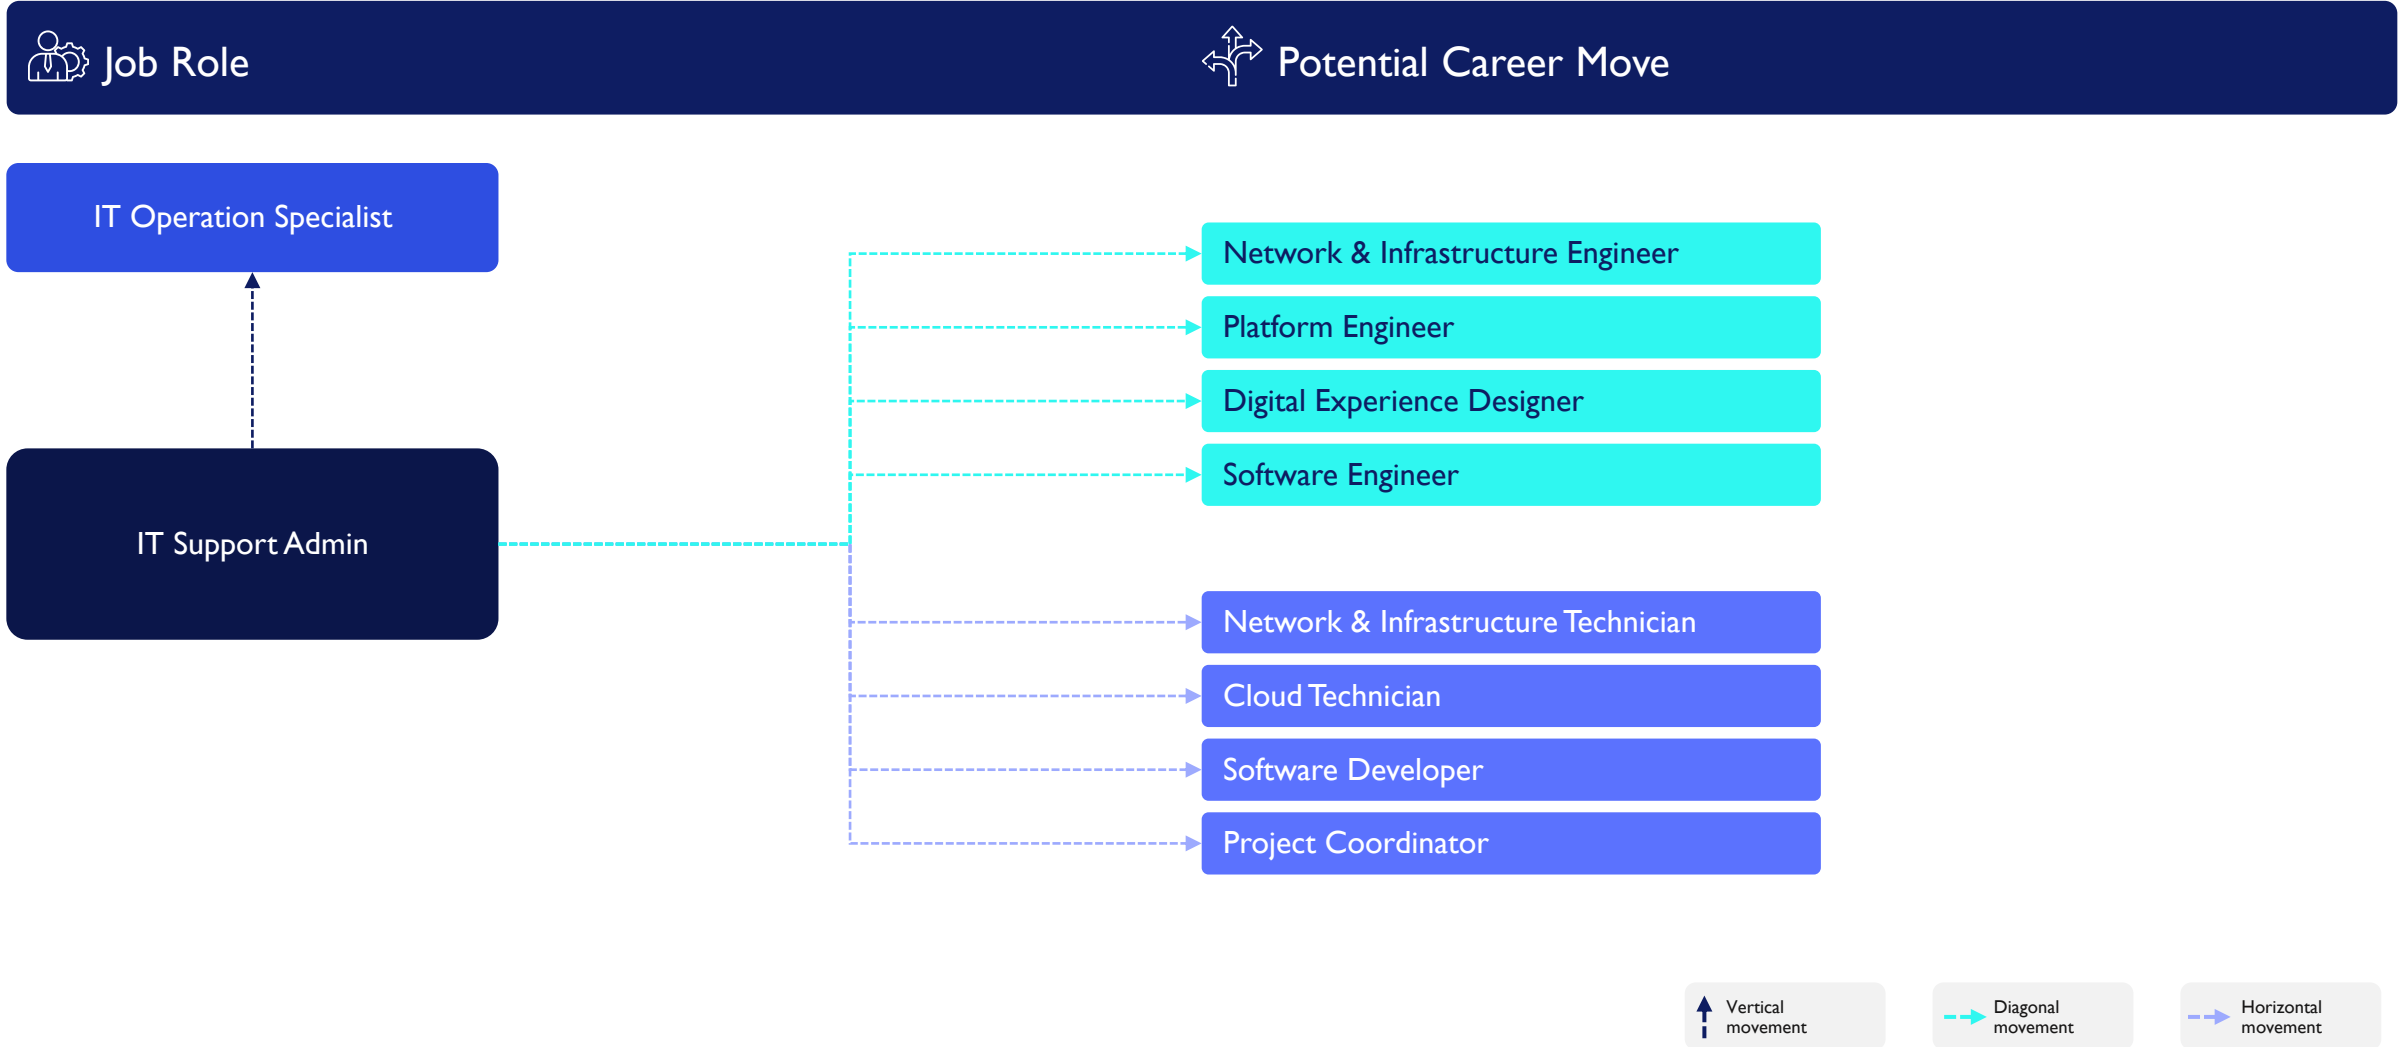 Job Role
Potential Career Move
IT Operation Specialist
IT Support Admin
Network & Infrastructure Engineer
Platform Engineer
Digital Experience Designer
Software Engineer
Network & Infrastructure Technician
Cloud Technician
Software Developer
Project Coordinator
Vertical
movement
Diagonal
movement
Horizontal
movement